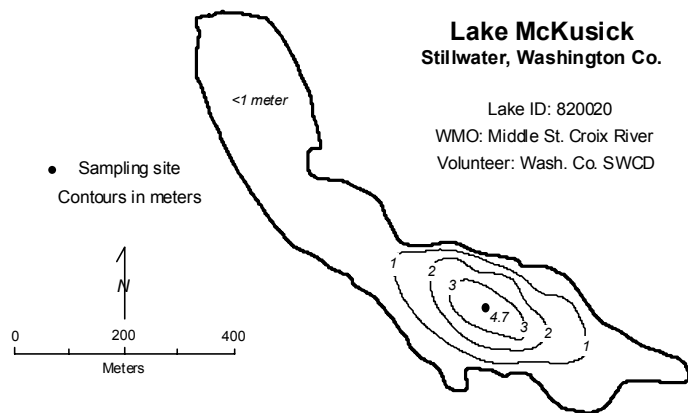 Lake McKusick
Stillwater, Washington Co.
<1 meter
Lake ID: 820020
WMO: Middle St. Croix River
Volunteer: Wash. Co. SWCD
Sampling site
Contours in meters
N
1
2
3
4.7
3
2
1
0 200 400
Meters